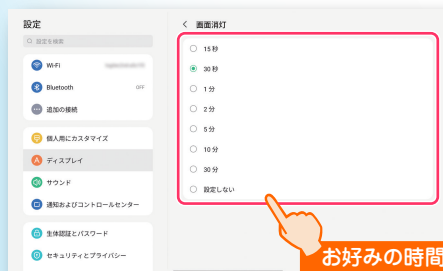 設定
設定を検索
Wi-Fi
Bluetooth
OFF
追加の接続
個人用にカスタマイズ
ディスプレイ
サウンド
通知およびコントロールセンター
生体認証とパスワード
セキュリティとプライバシー
画面消灯
15 秒
30 秒
1 分
2 分
5 分
10 分
30 分
設定しない
お好みの時間